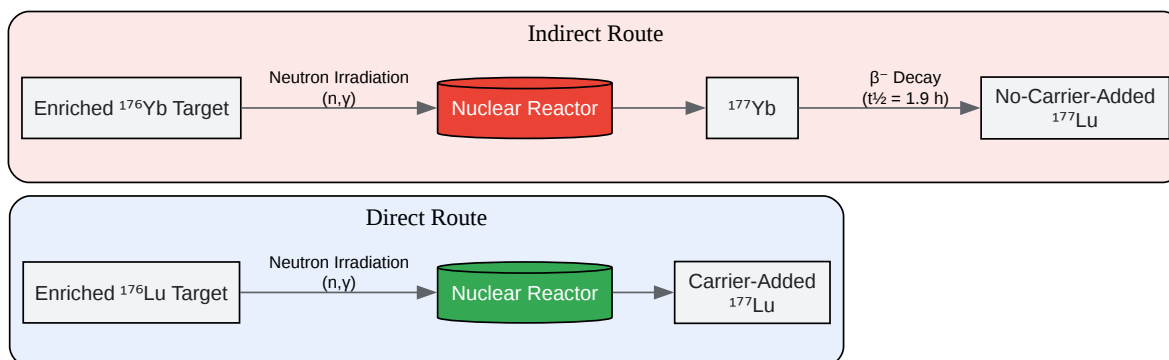 Indirect Route
Enriched ¹⁷⁶Yb Target
Neutron Irradiation
(n,γ)
Nuclear Reactor
¹⁷⁷Yb
β⁻ Decay
(t½ = 1.9 h)
No-Carrier-Added
¹⁷⁷Lu
Direct Route
Enriched ¹⁷⁶Lu Target
Neutron Irradiation
(n,γ)
Nuclear Reactor
Carrier-Added
¹⁷⁷Lu